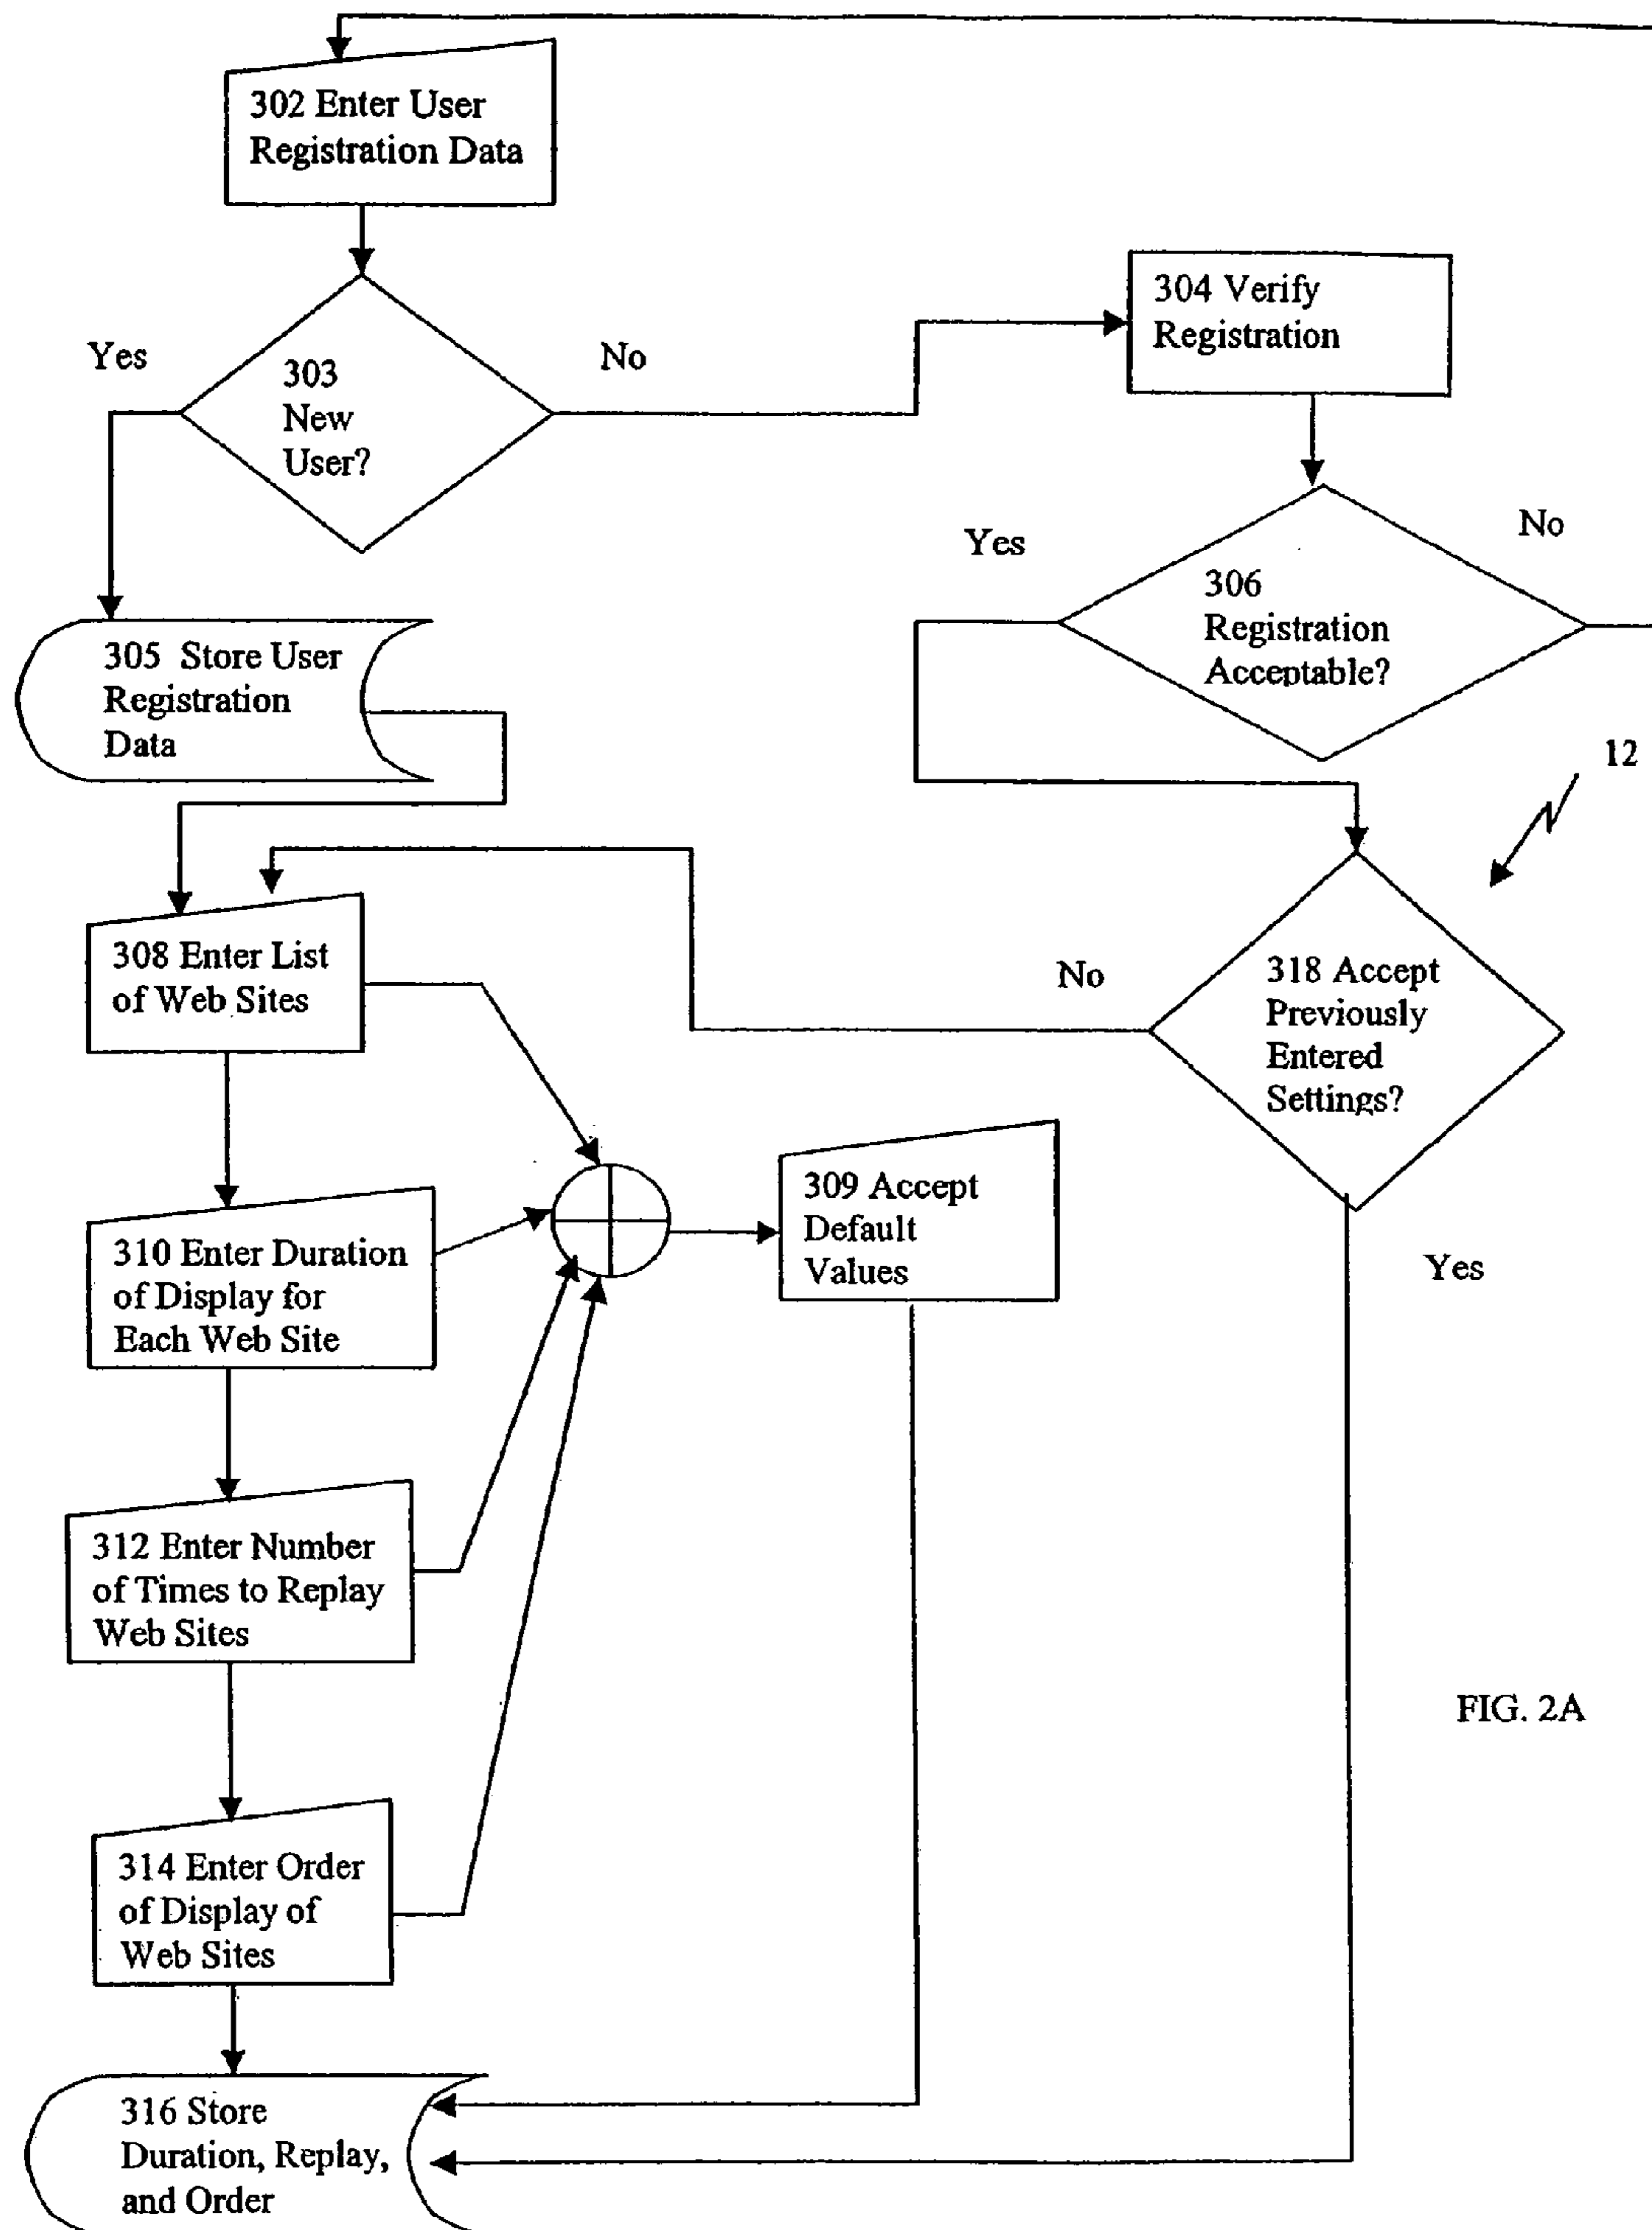 302 Enter User
Registration Data
304 Verify
Registration
Yes
303
New
User?
No
Yes
306
Registration
Acceptable?
No
305 Store User
Registration
Data
12
308 Enter List
of Web Sites
No
318 Accept
Previously
Entered
Settings?
309 Accept
Default
Values
310 Enter Duration
of Display for
Each Web Site
Yes
312 Enter Number
of Times to Replay
Web Sites
FIG. 2A
314 Enter Order
of Display of
Web Sites
316 Store
Duration, Replay,
and Order